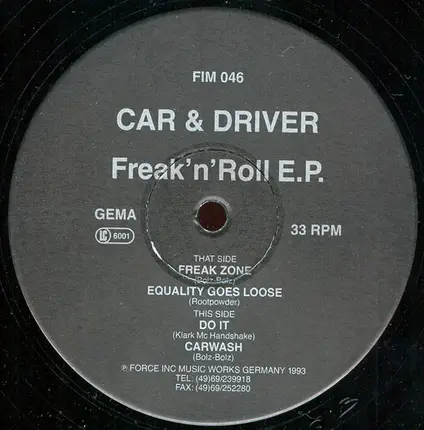 FIM 046
CAR & DRIVER
Freak'n'Roll E.P.
GEMA
LC 6001
33 RPM
THAT SIDE
FREAK ZONE
(Bolz-Bolz)
EQUALITY GOES LOOSE
(Rootpowder)
THIS SIDE
DO IT
(Klark Mc Handshake)
CARWASH
(Bolz-Bolz)
℗ FORCE INC MUSIC WORKS GERMANY 1993
TEL: (49)69/239918
FAX: (49)69/252280